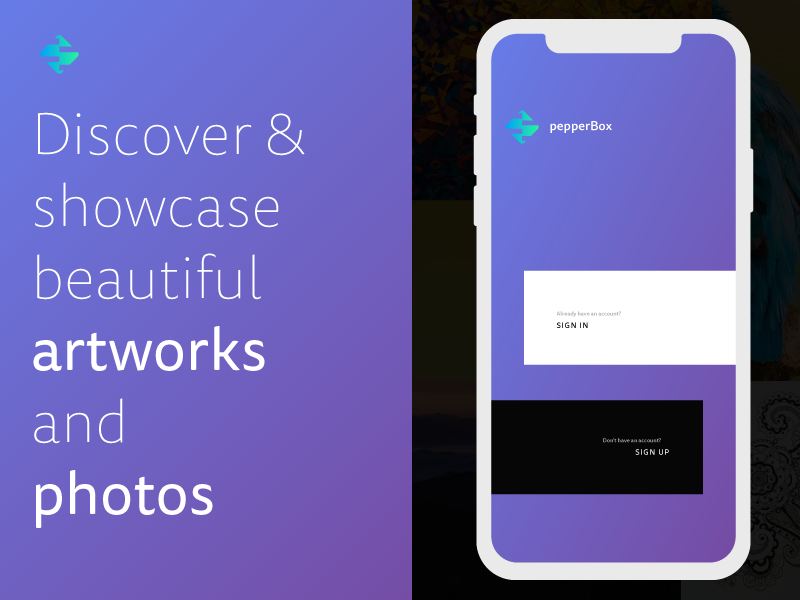 Discover &
showcase
beautiful
artworks
and
photos
pepperBox
Already have an account?
SIGN IN
Don't have an account?
SIGN UP